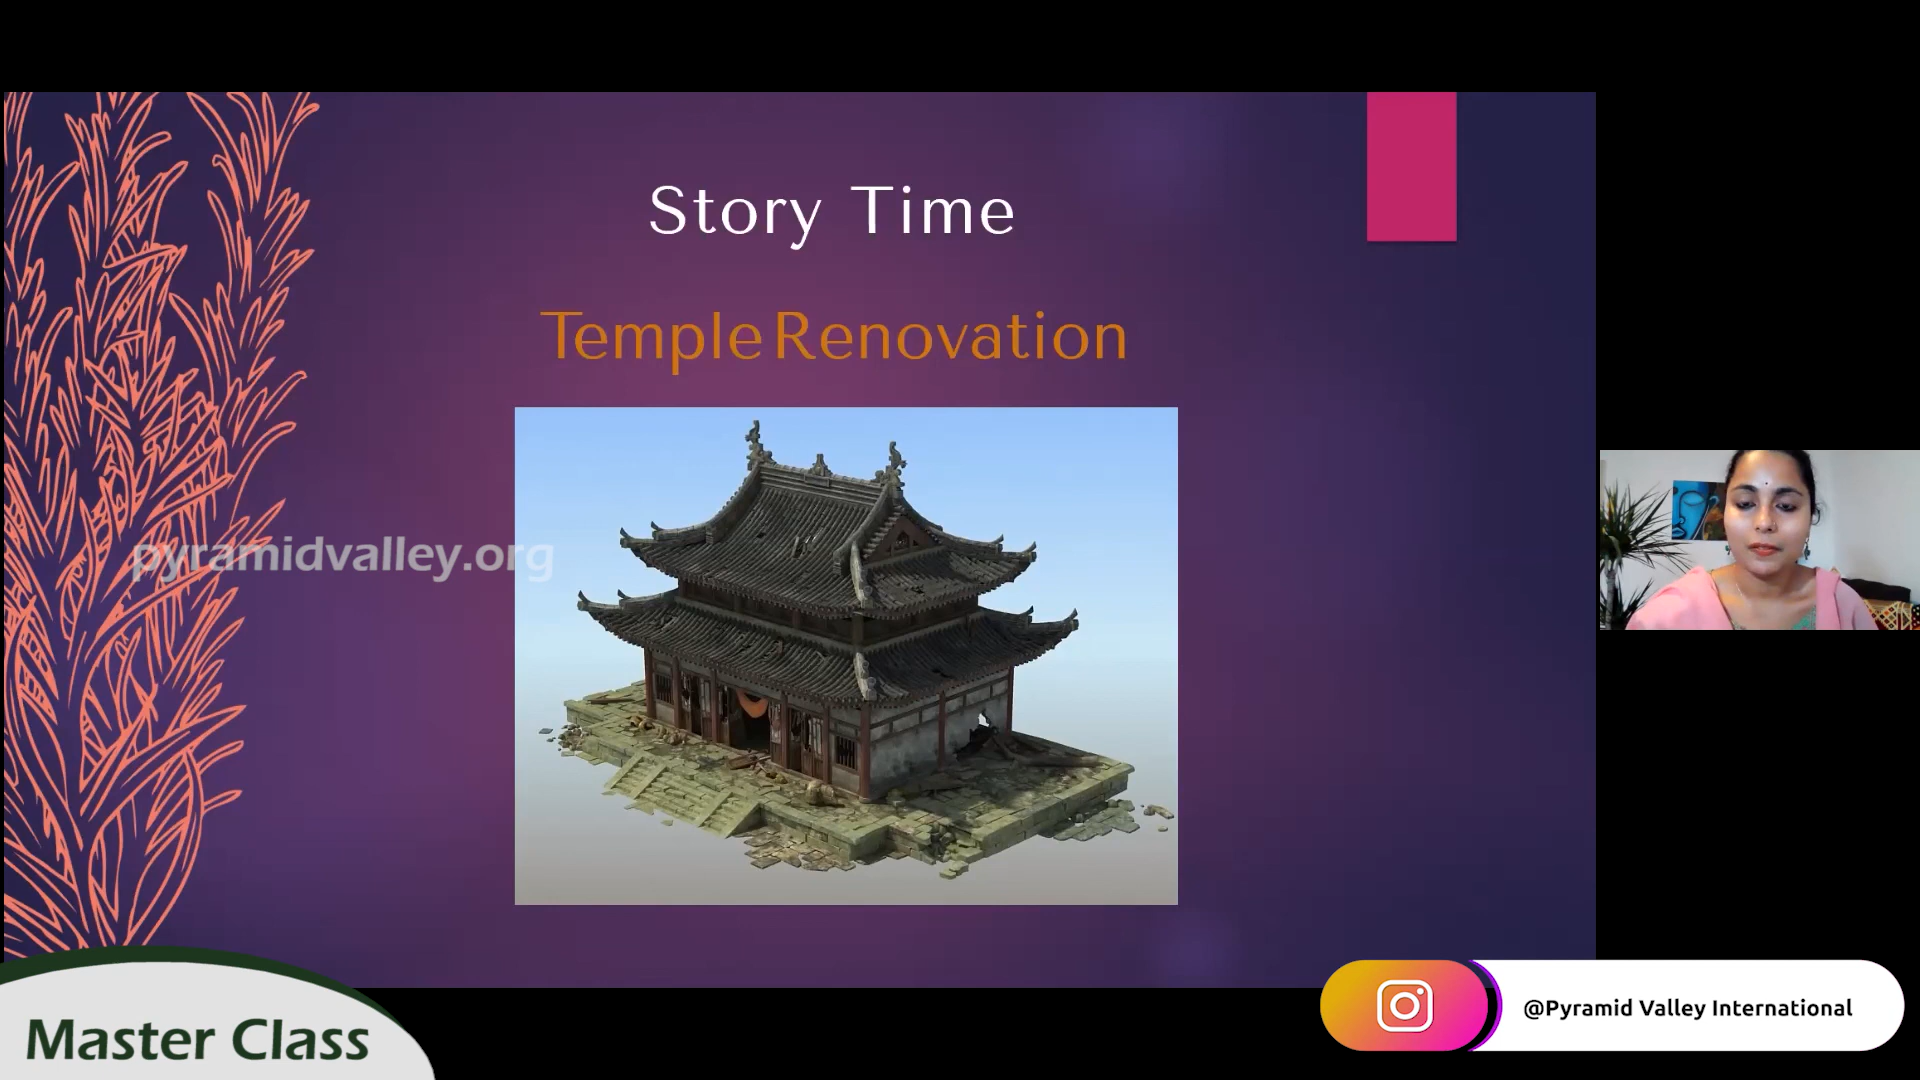 Story Time
Temple Renovation
pyramidvalley.org
Master Class
@Pyramid Valley International